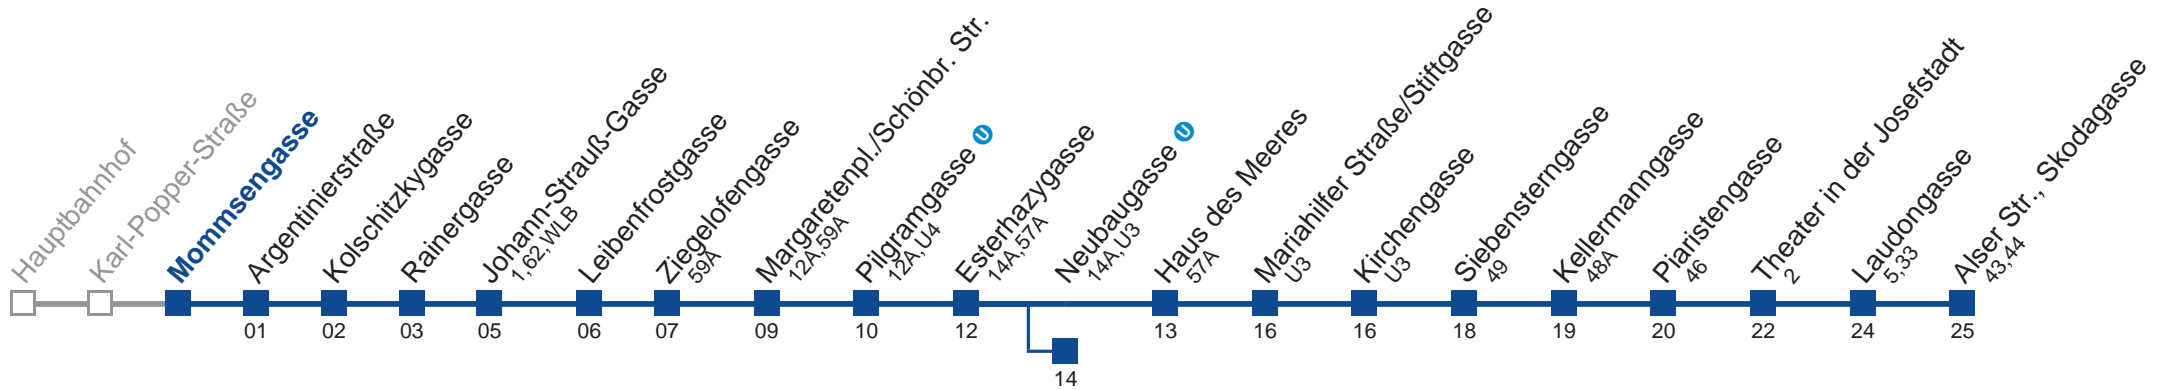 Hauptbahnhof
Karl-Popper-Straße
Mommsengasse
Argentinierstraße
01
Kolschitzkygasse
02
Rainergasse
03
Johann-Strauß-Gasse
1, 62, WLB
05
Leibenfrostgasse
06
Ziegelofengasse
59A
07
Margaretenpl./Schönbr. Str.
12A, 59A
09
Pilgramgasse U
12A, U4
10
Esterhazygasse
14A, 57A
12
Neubaugasse U
14A, U3
14
Haus des Meeres
57A
13
Mariahilfer Straße/Stiftgasse
U3
16
Kirchengasse
U3
16
Siebensterngasse
49
18
Kellermanngasse
48A
19
Piaristengasse
46
20
Theater in der Josefstadt
2
22
Laudongasse
5, 33
24
Alser Str., Skodagasse
43, 44
25